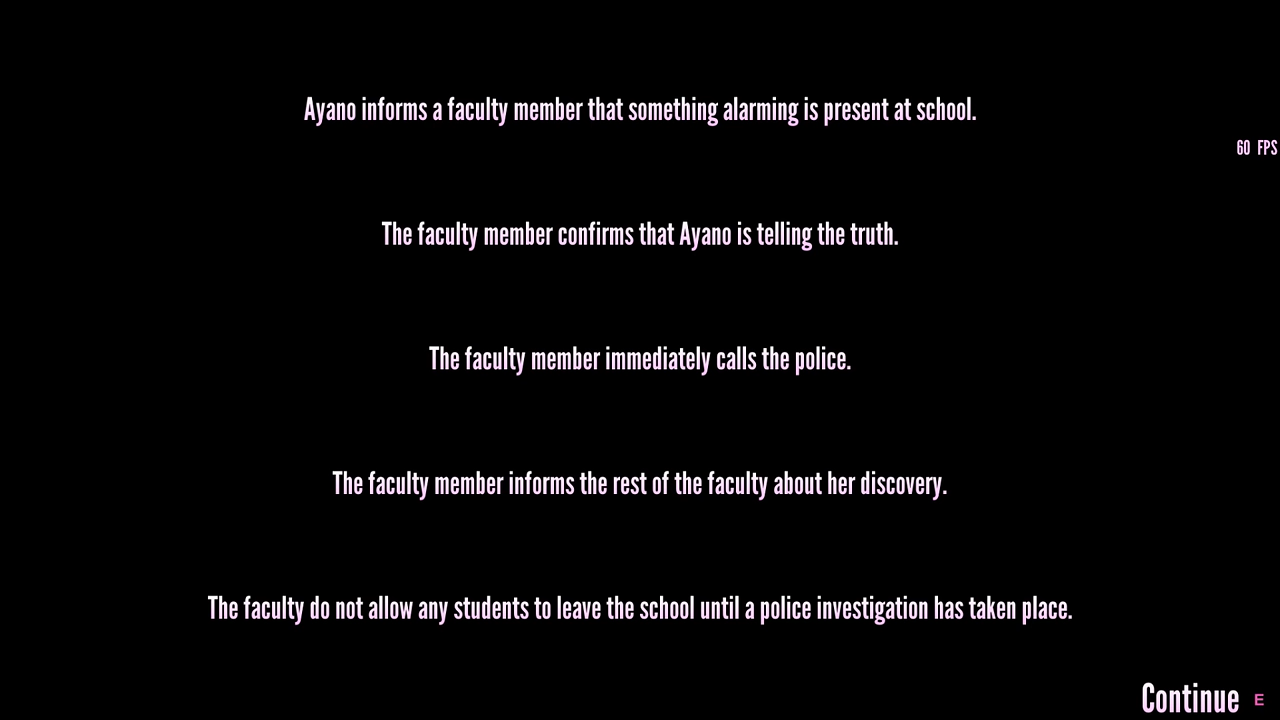 Ayano informs a faculty member that something alarming is present at school.
60 FPS
The faculty member confirms that Ayano is telling the truth.
The faculty member immediately calls the police.
The faculty member informs the rest of the faculty about her discovery.
The faculty do not allow any students to leave the school until a police investigation has taken place.
Continue E